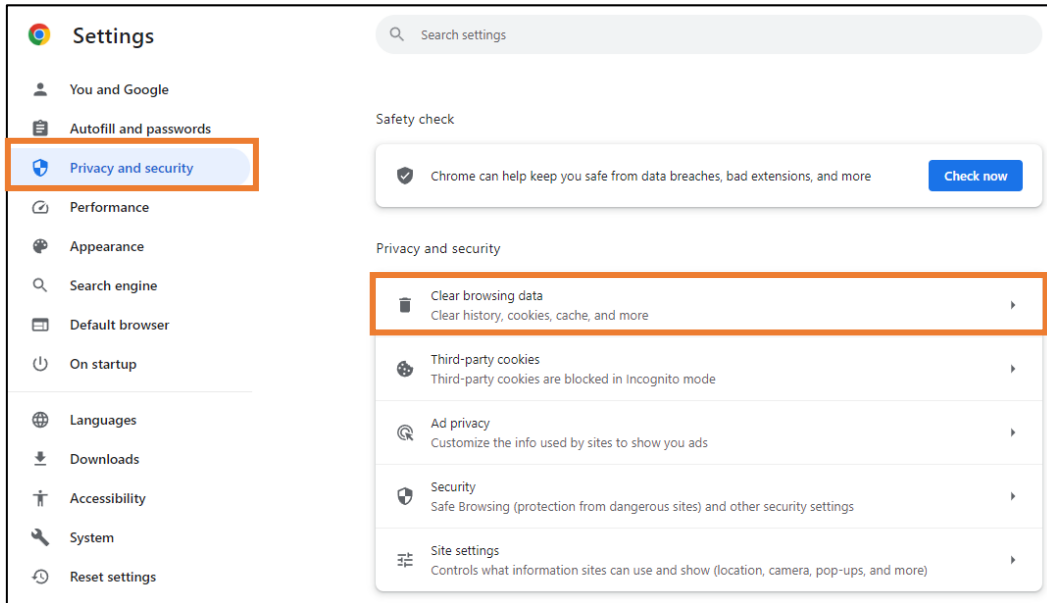 Settings
Search settings
You and Google
Autofill and passwords
Privacy and security
Performance
Appearance
Search engine
Default browser
On startup
Languages
Downloads
Accessibility
System
Reset settings
Safety check
Chrome can help keep you safe from data breaches, bad extensions, and more
Check now
Privacy and security
Clear browsing data
Clear history, cookies, cache, and more
Third-party cookies
Third-party cookies are blocked in Incognito mode
Ad privacy
Customize the info used by sites to show you ads
Security
Safe Browsing (protection from dangerous sites) and other security settings
Site settings
Controls what information sites can use and show (location, camera, pop-ups, and more)